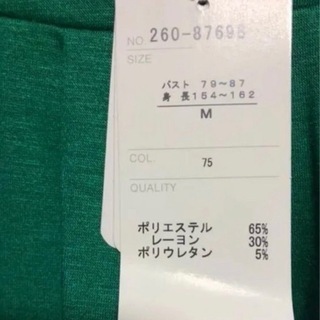 NO 260-87695
SIZE
バスト 79～87
身 長154～162
M
COL. 75
QUALITY
ポリエステル 65%
レーヨン 30%
ポリウレタン 5%